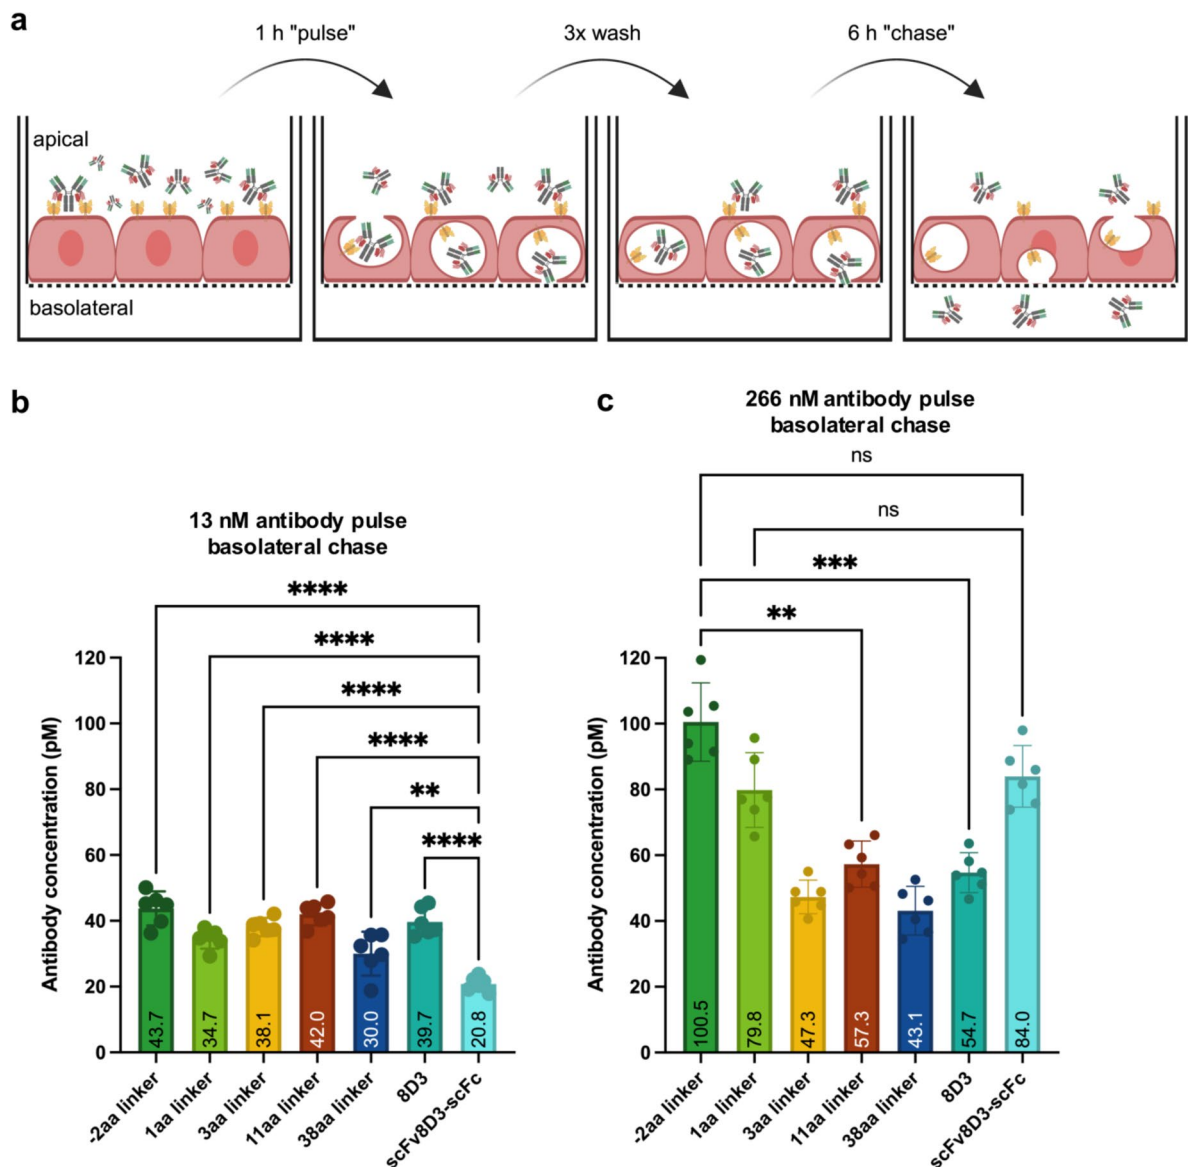 a
1 h "pulse"
3x wash
6 h "chase"
apical
basolateral
b
13 nM antibody pulse
basolateral chase
****
****
****
****
**
****
Antibody concentration (pM)
120
100
80
60
40
20
0
43.7
34.7
38.1
42.0
30.0
39.7
20.8
-2aa linker
1aa linker
3aa linker
11aa linker
38aa linker
8D3
scFv8D3-scFc
c
266 nM antibody pulse
basolateral chase
ns
ns
***
**
Antibody concentration (pM)
120
100
80
60
40
20
0
100.5
79.8
47.3
57.3
43.1
54.7
84.0
-2aa linker
1aa linker
3aa linker
11aa linker
38aa linker
8D3
scFv8D3-scFc